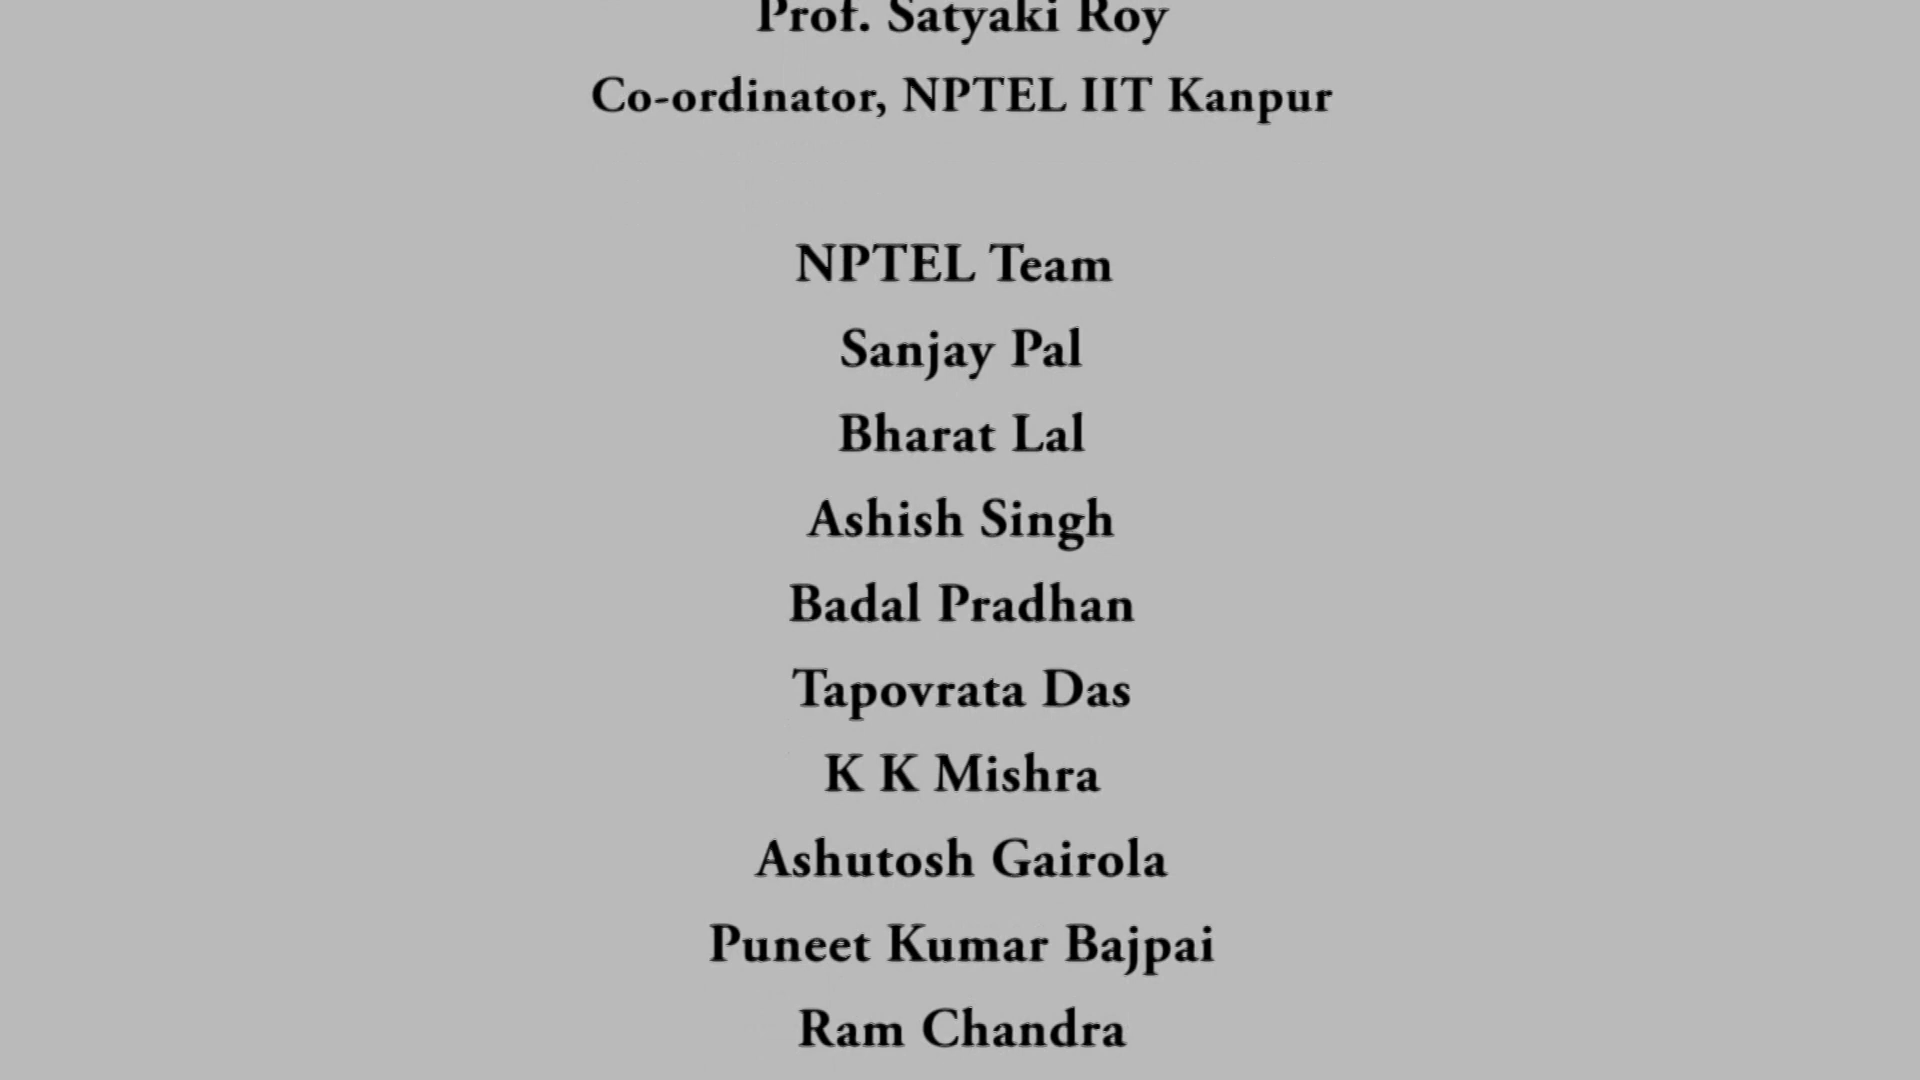 Prof. Satyaki Roy
Co-ordinator, NPTEL IIT Kanpur
NPTEL Team
Sanjay Pal
Bharat Lal
Ashish Singh
Badal Pradhan
Tapovrata Das
K K Mishra
Ashutosh Gairola
Puneet Kumar Bajpai
Ram Chandra